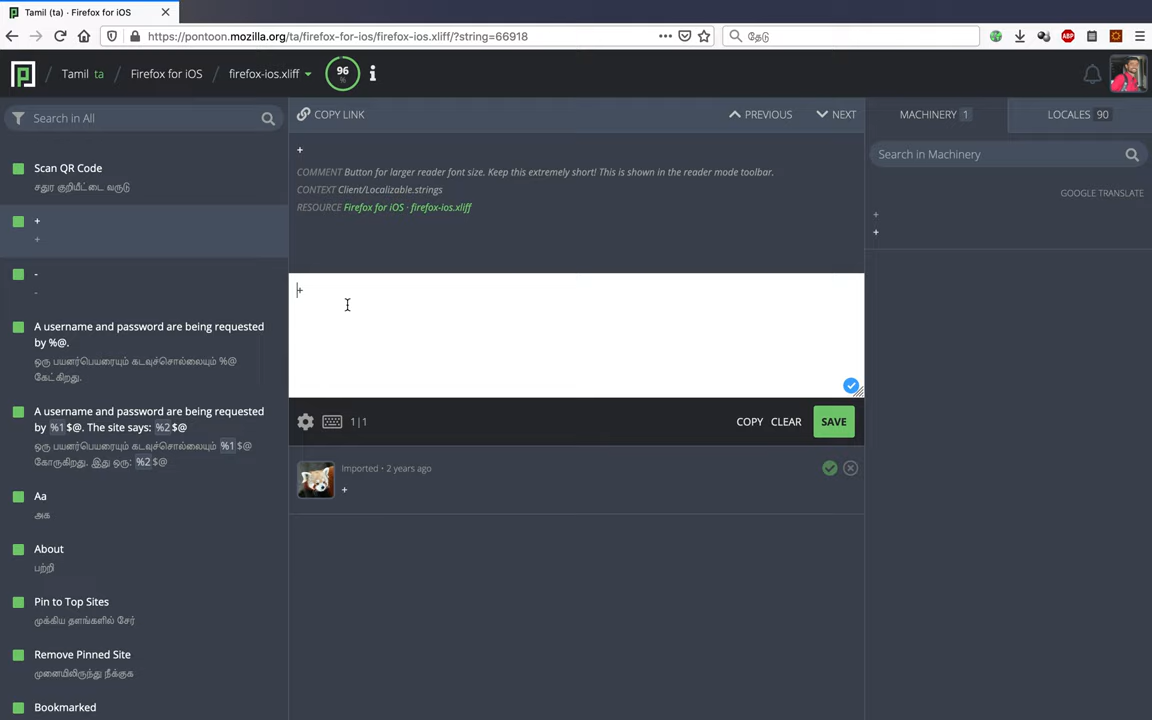 Tamil (ta) · Firefox for iOS
https://pontoon.mozilla.org/ta/firefox-for-ios/firefox-ios.xliff/?string=66918
தேடு
ABP
/ Tamil ta / Firefox for iOS / firefox-ios.xliff 96 %
Search in All
COPY LINK
PREVIOUS
NEXT
MACHINERY 1
LOCALES 90
Scan QR Code
சதுர குறியீட்டை வருடு
+
+
-
-
A username and password are being requested
by %@.
ஒரு பயனர்பெயரையும் கடவுச்சொல்லையும் %@
கேட்கிறது.
A username and password are being requested
by %1$@. The site says: %2$@
ஒரு பயனர்பெயரையும் கடவுச்சொல்லையும் %1$@
கோருகிறது. இது ஒரு: %2$@
Aa
அக
About
பற்றி
Pin to Top Sites
முக்கிய தளங்களில் சேர்
Remove Pinned Site
முனையிலிருந்து நீக்குக
Bookmarked
+
COMMENT Button for larger reader font size. Keep this extremely short! This is shown in the reader mode toolbar.
CONTEXT Client/Localizable.strings
RESOURCE Firefox for iOS · firefox-ios.xliff
+
1|1
COPY
CLEAR
SAVE
Imported • 2 years ago
+
Search in Machinery
GOOGLE TRANSLATE
+
+